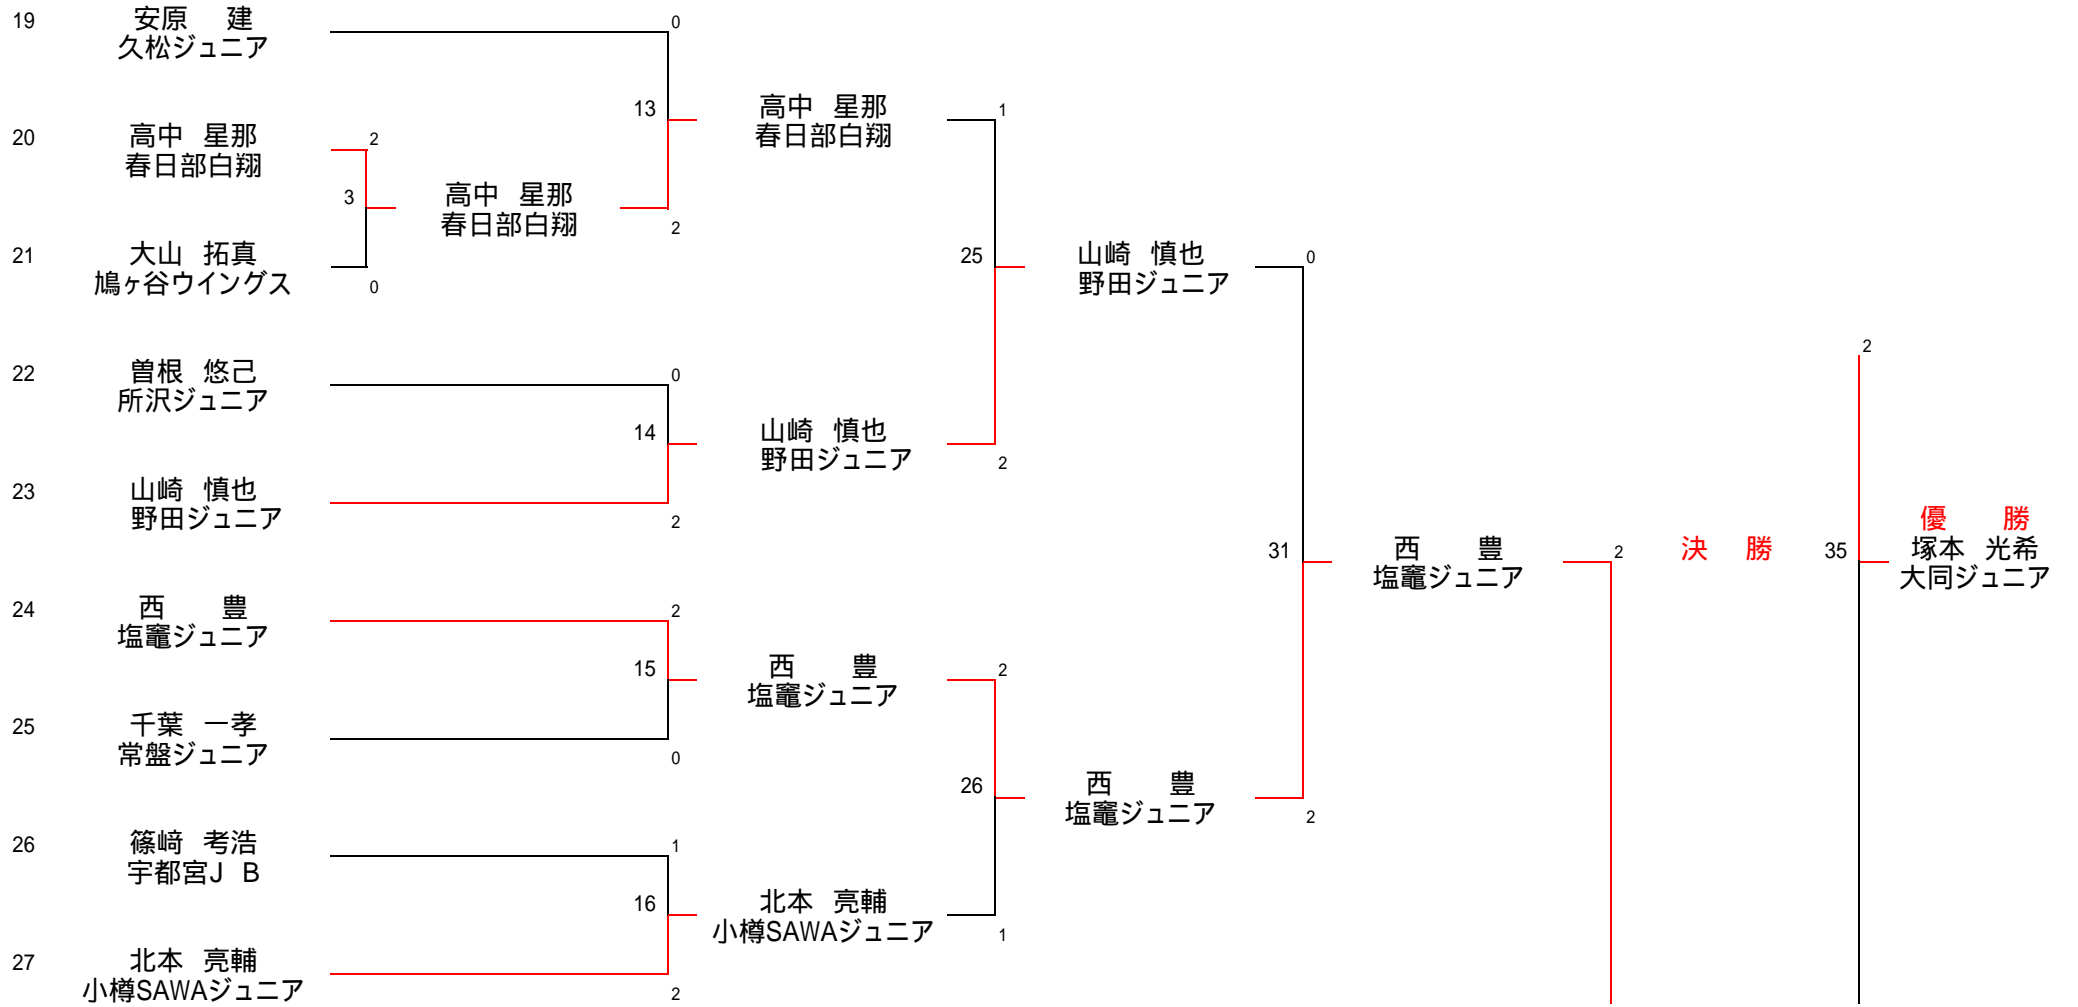 19
安原 建
久松ジュニア
0
13
高中 星那
春日部白翔
1
20
高中 星那
春日部白翔
2
3
高中 星那
春日部白翔
2
21
大山 拓真
鳩ヶ谷ウイングス
0
25
山崎 慎也
野田ジュニア
0
22
曽根 悠己
所沢ジュニア
0
14
山崎 慎也
野田ジュニア
2
23
山崎 慎也
野田ジュニア
2
2
31
西 豊
塩竈ジュニア
2
決 勝
35
優 勝
塚本 光希
大同ジュニア
24
西 豊
塩竈ジュニア
2
15
西 豊
塩竈ジュニア
2
25
千葉 一孝
常盤ジュニア
0
26
西 豊
塩竈ジュニア
2
26
篠﨑 考浩
宇都宮J B
1
16
北本 亮輔
小樽SAWAジュニア
1
27
北本 亮輔
小樽SAWAジュニア
2